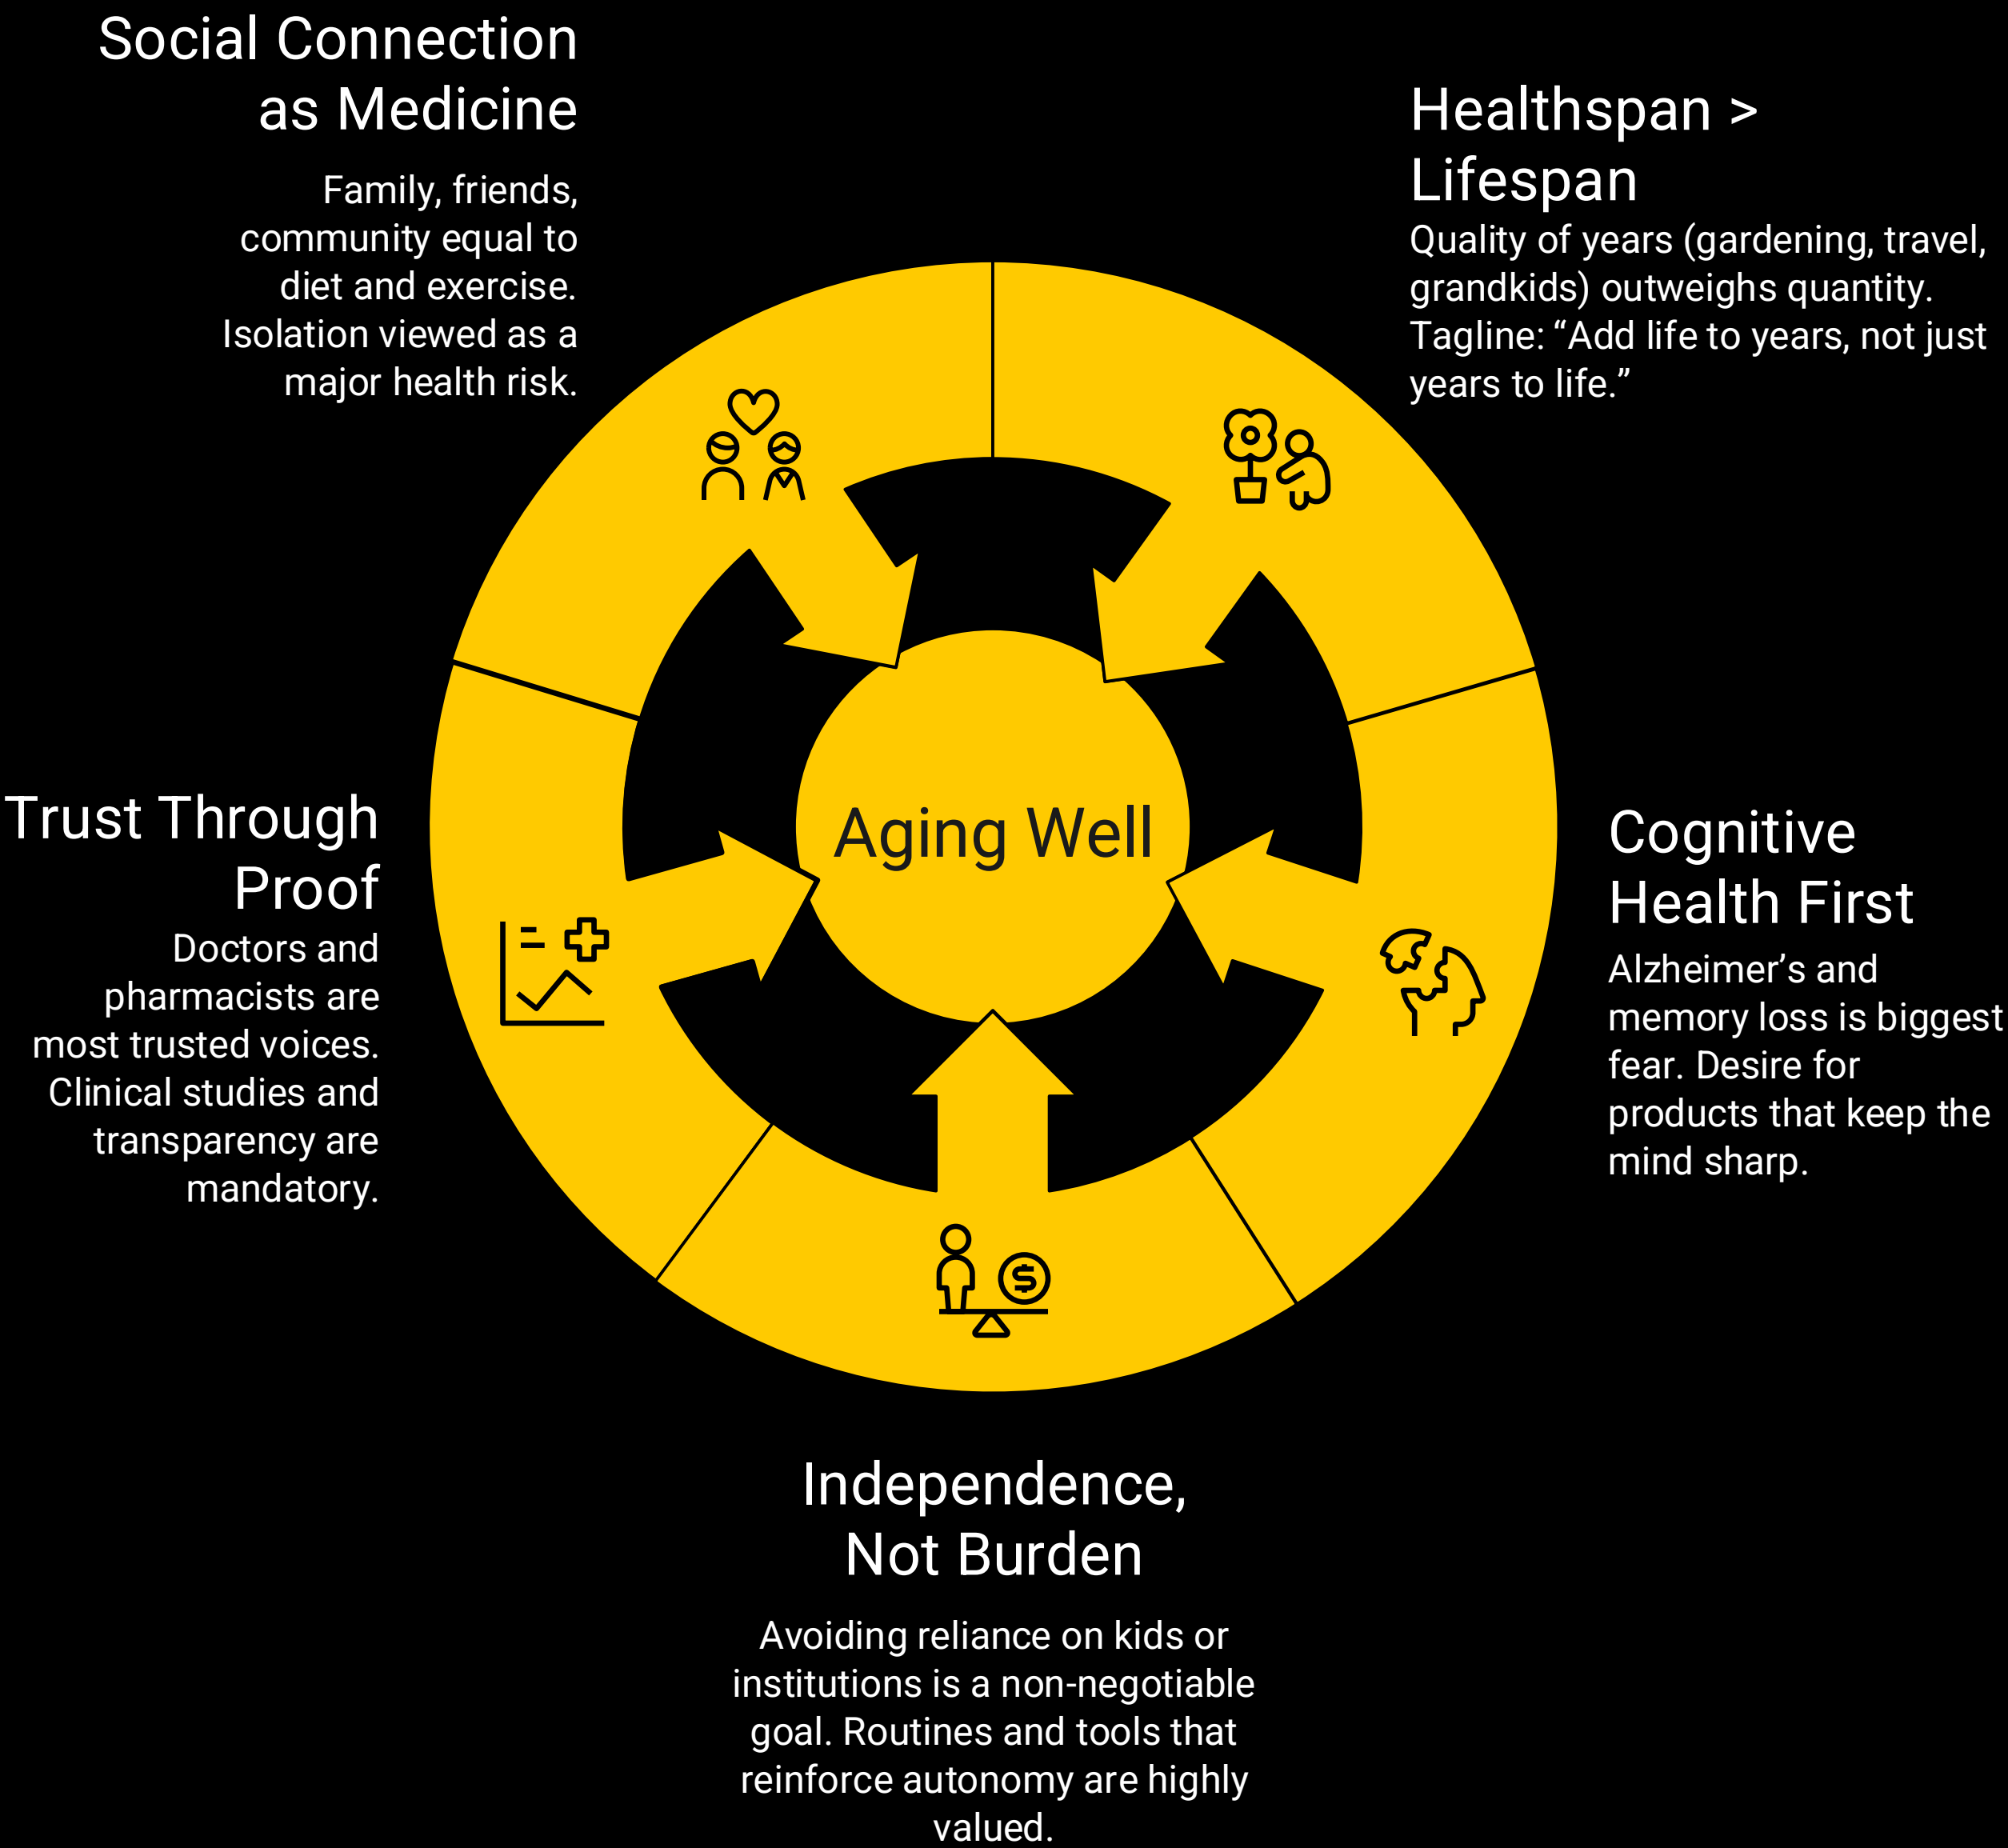 Social Connection
as Medicine
Family, friends,
community equal to
diet and exercise.
Isolation viewed as a
major health risk.
Healthspan >
Lifespan
Quality of years (gardening, travel,
grandkids) outweighs quantity.
Tagline: “Add life to years, not just
years to life.”
Aging Well
Trust Through
Proof
Doctors and
pharmacists are
most trusted voices.
Clinical studies and
transparency are
mandatory.
Cognitive
Health First
Alzheimer’s and
memory loss is biggest
fear. Desire for
products that keep the
mind sharp.
$
Independence,
Not Burden
Avoiding reliance on kids or
institutions is a non-negotiable
goal. Routines and tools that
reinforce autonomy are highly
valued.